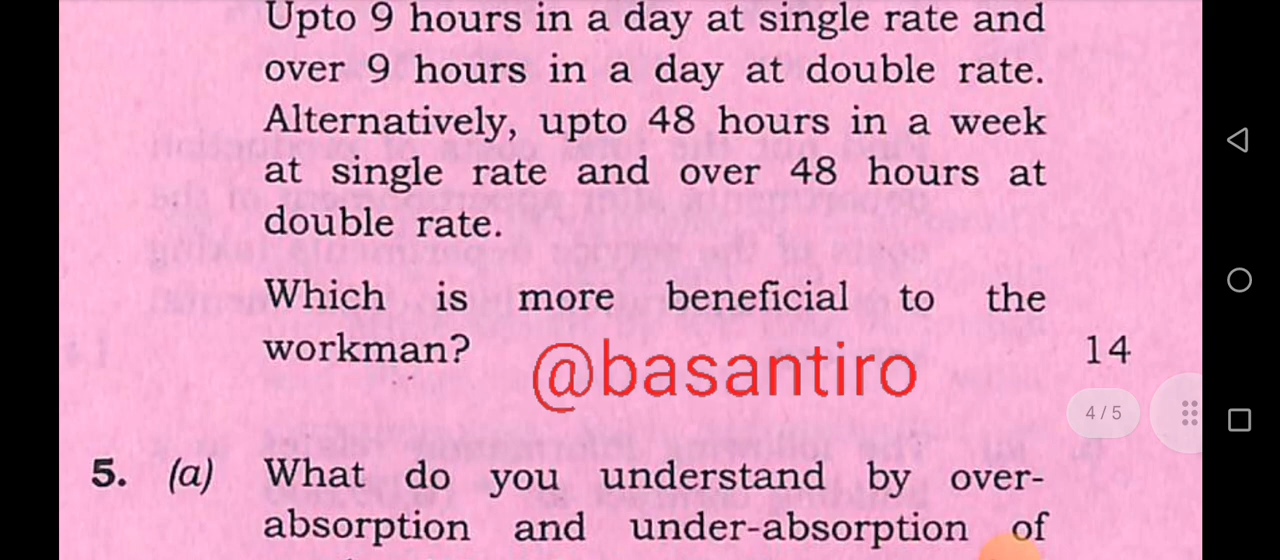 Upto 9 hours in a day at single rate and
over 9 hours in a day at double rate.
Alternatively, upto 48 hours in a week
at single rate and over 48 hours at
double rate.
Which is more beneficial to the
workman?
14
@basantiro
4 / 5
5. (a) What do you understand by over-
absorption and under-absorption of